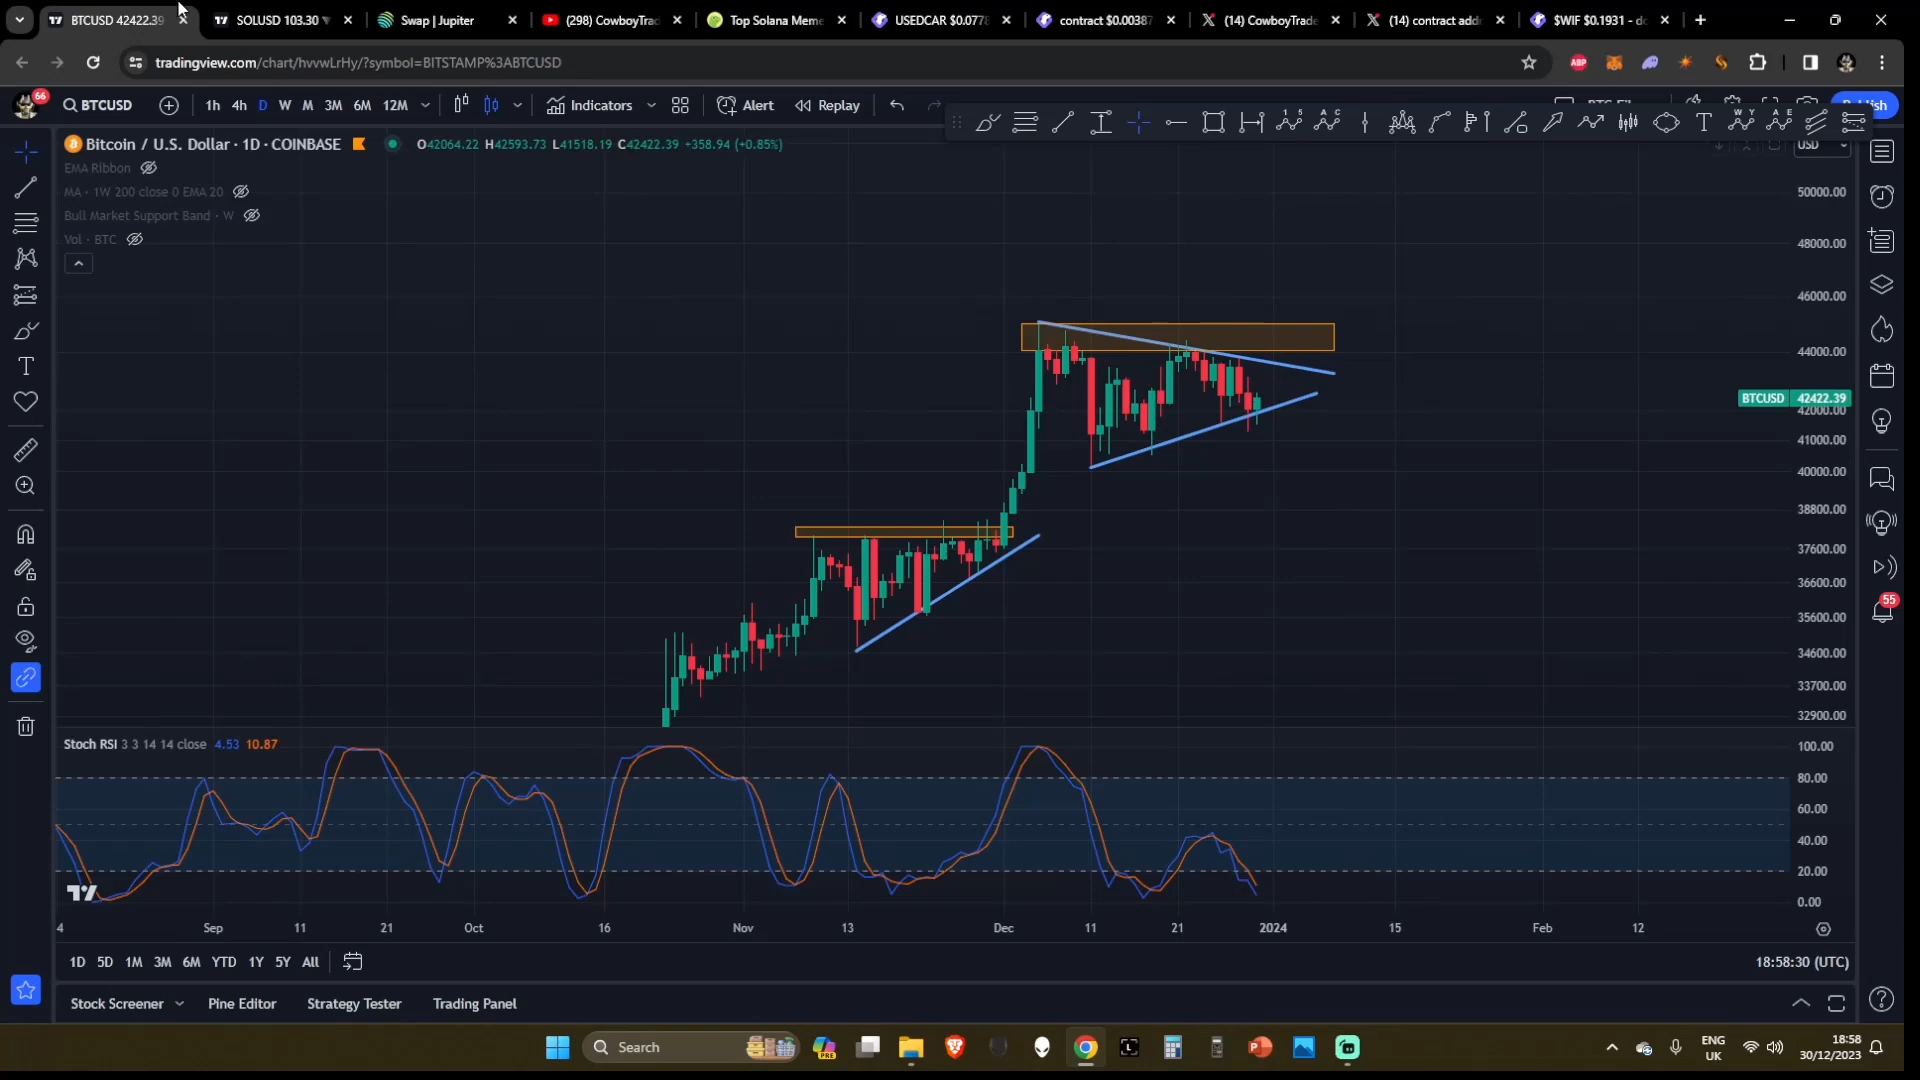 BTCUSD 42422.39
SOLUSD 103.30
Swap | Jupiter
(298) CowboyTrad
Top Solana Meme
USEDCAR $0.0778
contract $0.00387
(14) CowboyTrade
(14) contract add
$WIF $0.1931 - d
tradingview.com/chart/hvvwLrHy/?symbol=BITSTAMP%3ABTCUSD
ABP
66
BTCUSD
1h 4h D W M 3M 6M 12M
Indicators
Alert
Replay
Bitcoin / U.S. Dollar · 1D · COINBASE
O42064.22 H42593.73 L41518.19 C42422.39 +358.94 (+0.85%)
USD
EMA Ribbon
MA · 1W 200 close 0 EMA 20
Bull Market Support Band · W
Vol · BTC
50000.00
48000.00
46000.00
44000.00
BTCUSD 42422.39
42000.00
41000.00
40000.00
38800.00
37600.00
36600.00
35600.00
34600.00
33700.00
32900.00
55
Stoch RSI 3 3 14 14 close 4.53 10.87
100.00
80.00
60.00
40.00
20.00
0.00
4 Sep 11 21 Oct 16 Nov 13 Dec 11 21 2024 15 Feb 12
1D 5D 1M 3M 6M YTD 1Y 5Y All
18:58:30 (UTC)
Stock Screener
Pine Editor
Strategy Tester
Trading Panel
Search
PRE
ENG
UK
18:58
30/12/2023